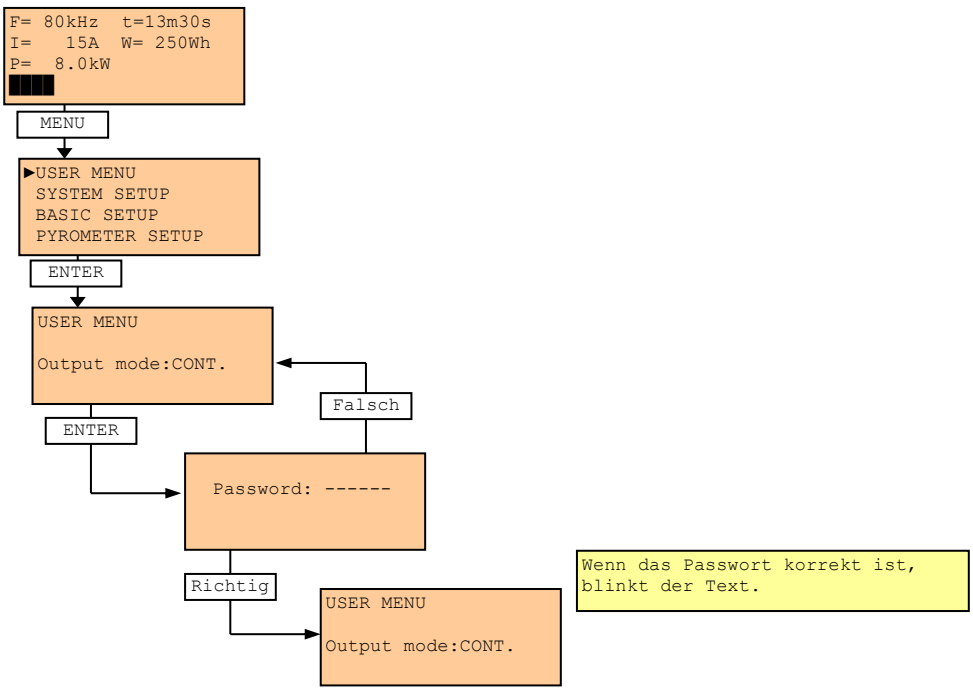 F= 80kHz t=13m30s
I= 15A W= 250Wh
P= 8.0kW
MENU
►USER MENU
SYSTEM SETUP
BASIC SETUP
PYROMETER SETUP
ENTER
USER MENU
Output mode:CONT.
Falsch
ENTER
Password: ------
Richtig
Wenn das Passwort korrekt ist,
blinkt der Text.
USER MENU
Output mode:CONT.